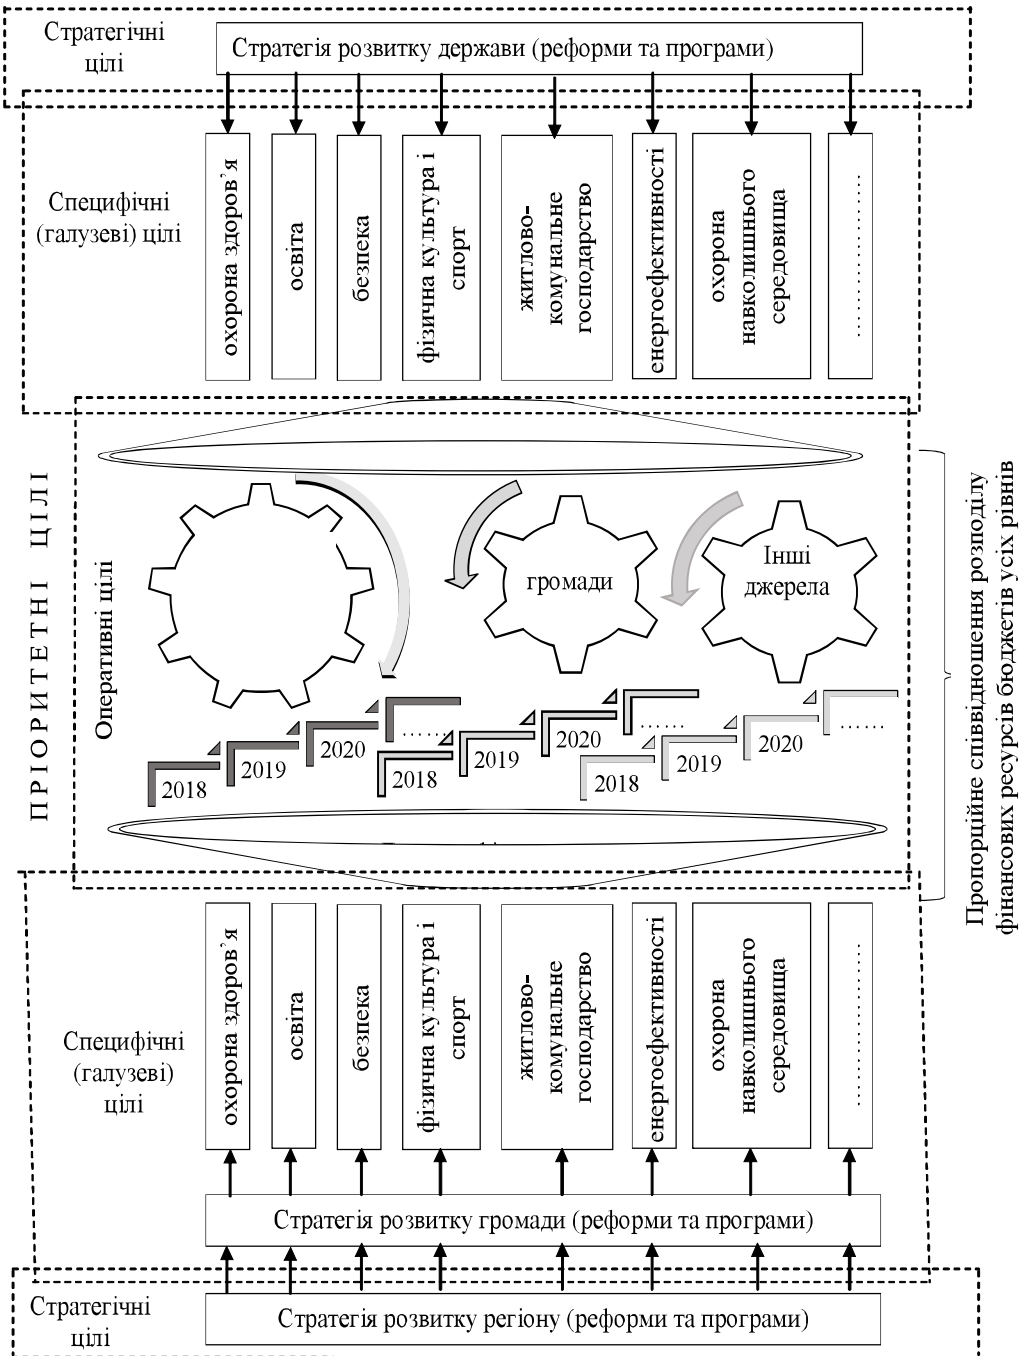 Стратегічні
цілі
Стратегія розвитку держави (реформи та програми)
Специфічні
(галузеві) цілі
охорона здоров’я
освіта
безпека
фізична культура і
спорт
житлово-
комунальне
господарство
енергоефективності
охорона
навколишнього
середовища
……………
ПРІОРИТЕТНІ ЦІЛІ
Оперативні цілі
громади
Інші
джерела
2018
2019
2020
……
2018
2019
2020
……
2018
2019
2020
……
Пропорційне співвідношення розподілу
фінансових ресурсів бюджетів усіх рівнів
Специфічні
(галузеві)
цілі
охорона здоров’я
освіта
безпека
фізична культура і
спорт
житлово-
комунальне
господарство
енергоефективності
охорона
навколишнього
середовища
……………
Стратегія розвитку громади (реформи та програми)
Стратегічні
цілі
Стратегія розвитку регіону (реформи та програми)